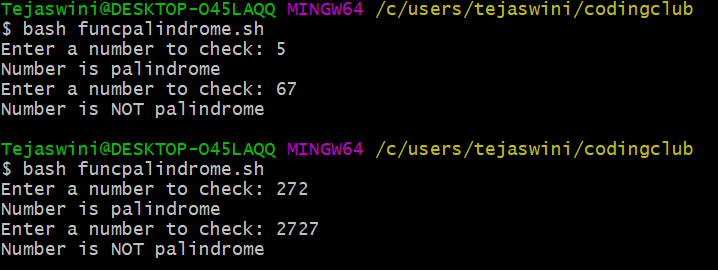 Tejaswini@DESKTOP-O45LAQQ MINGW64 /c/users/tejaswini/codingclub
$ bash funcpalindrome.sh
Enter a number to check: 5
Number is palindrome
Enter a number to check: 67
Number is NOT palindrome
Tejaswini@DESKTOP-O45LAQQ MINGW64 /c/users/tejaswini/codingclub
$ bash funcpalindrome.sh
Enter a number to check: 272
Number is palindrome
Enter a number to check: 2727
Number is NOT palindrome